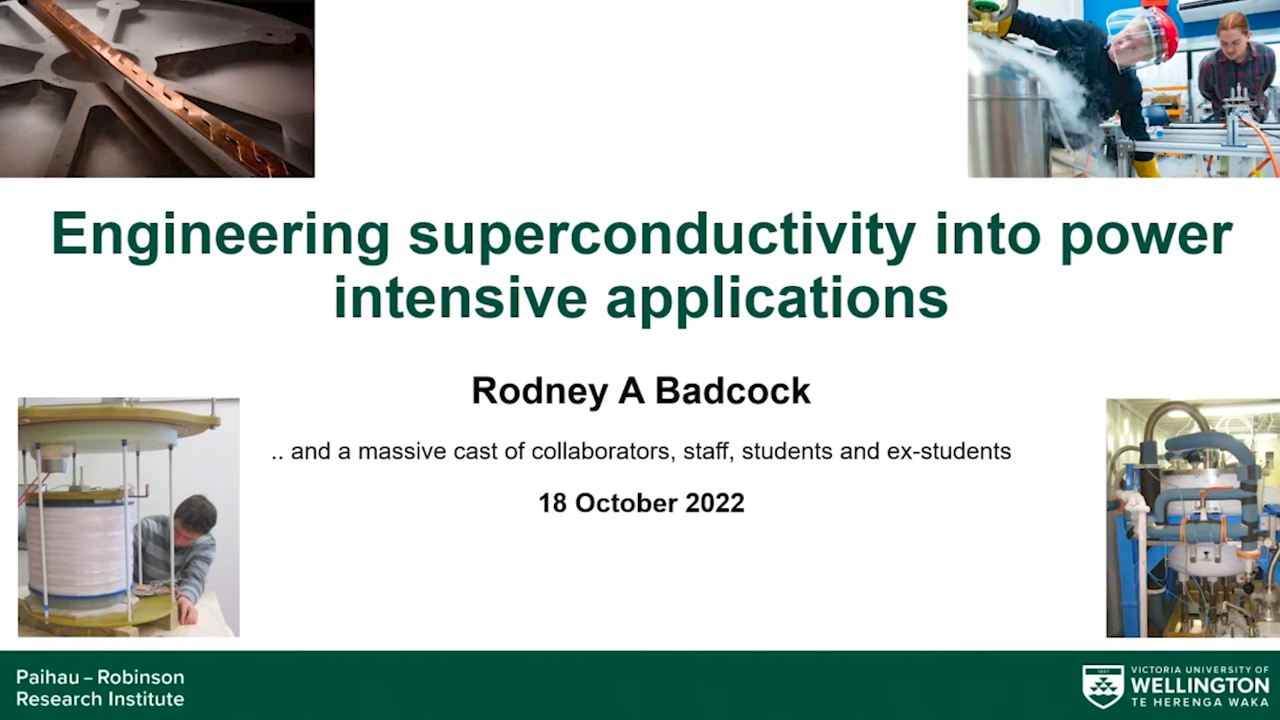 Engineering superconductivity into power
intensive applications
Rodney A Badcock
.. and a massive cast of collaborators, staff, students and ex-students
18 October 2022
Paihau – Robinson
Research Institute
VICTORIA UNIVERSITY OF
WELLINGTON
TE HERENGA WAKA